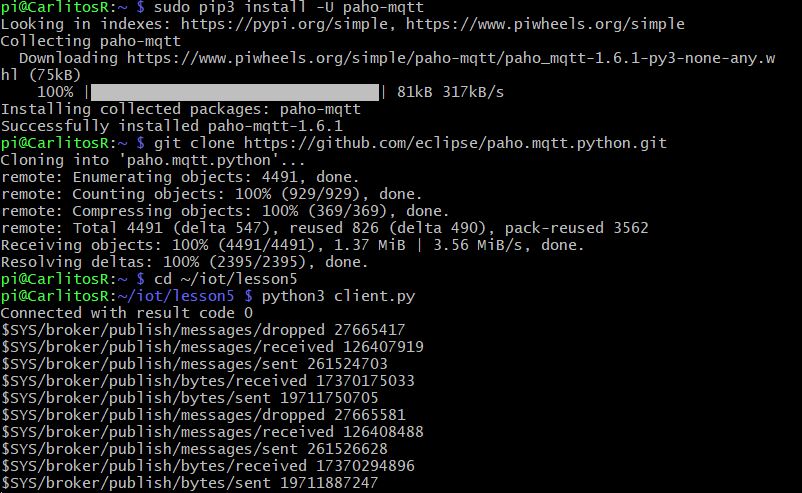 pi@CarlitosR:~ $ sudo pip3 install -U paho-mqtt
Looking in indexes: https://pypi.org/simple, https://www.piwheels.org/simple
Collecting paho-mqtt
  Downloading https://www.piwheels.org/simple/paho-mqtt/paho_mqtt-1.6.1-py3-none-any.w
hl (75kB)
    100% |████████████████████████████████| 81kB 317kB/s
Installing collected packages: paho-mqtt
Successfully installed paho-mqtt-1.6.1
pi@CarlitosR:~ $ git clone https://github.com/eclipse/paho.mqtt.python.git
Cloning into 'paho.mqtt.python'...
remote: Enumerating objects: 4491, done.
remote: Counting objects: 100% (929/929), done.
remote: Compressing objects: 100% (369/369), done.
remote: Total 4491 (delta 547), reused 826 (delta 490), pack-reused 3562
Receiving objects: 100% (4491/4491), 1.37 MiB | 3.56 MiB/s, done.
Resolving deltas: 100% (2395/2395), done.
pi@CarlitosR:~ $ cd ~/iot/lesson5
pi@CarlitosR:~/iot/lesson5 $ python3 client.py
Connected with result code 0
$SYS/broker/publish/messages/dropped 27665417
$SYS/broker/publish/messages/received 126407919
$SYS/broker/publish/messages/sent 261524703
$SYS/broker/publish/bytes/received 17370175033
$SYS/broker/publish/bytes/sent 19711750705
$SYS/broker/publish/messages/dropped 27665581
$SYS/broker/publish/messages/received 126408488
$SYS/broker/publish/messages/sent 261526628
$SYS/broker/publish/bytes/received 17370294896
$SYS/broker/publish/bytes/sent 19711887247